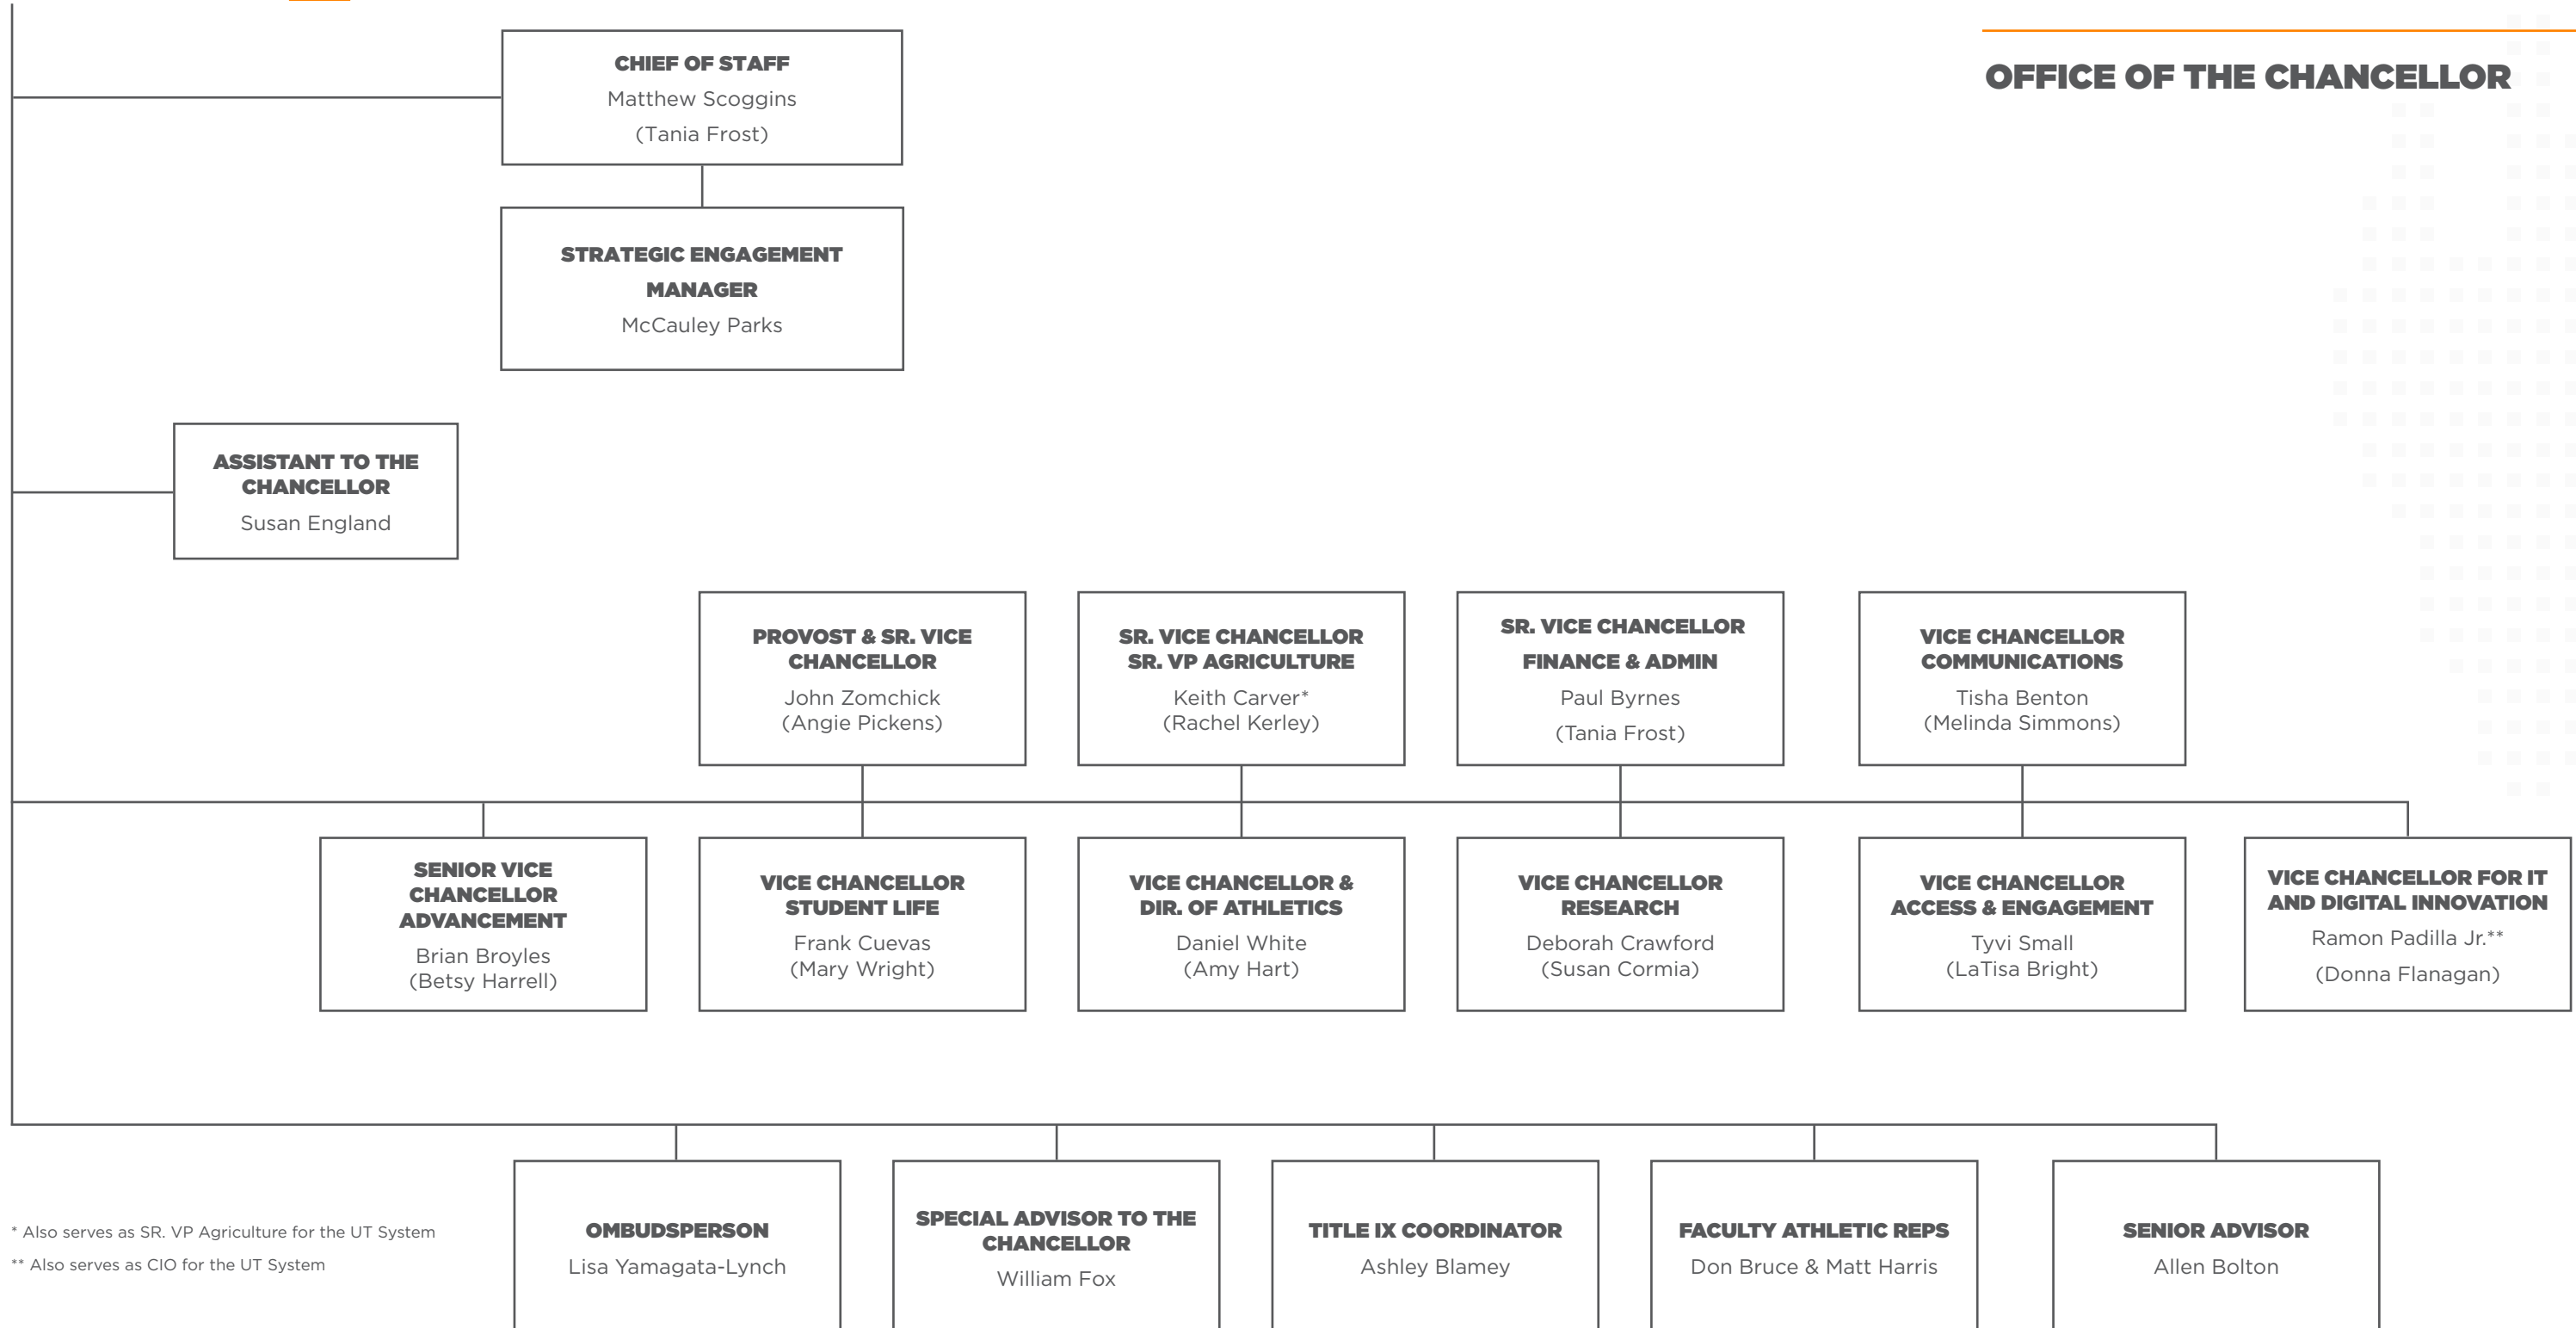 OFFICE OF THE CHANCELLOR
CHIEF OF STAFF
Matthew Scoggins
(Tania Frost)
STRATEGIC ENGAGEMENT
MANAGER
McCauley Parks
ASSISTANT TO THE
CHANCELLOR
Susan England
PROVOST & SR. VICE
CHANCELLOR
John Zomchick
(Angie Pickens)
SR. VICE CHANCELLOR
SR. VP AGRICULTURE
Keith Carver*
(Rachel Kerley)
SR. VICE CHANCELLOR
FINANCE & ADMIN
Paul Byrnes
(Tania Frost)
VICE CHANCELLOR
COMMUNICATIONS
Tisha Benton
(Melinda Simmons)
SENIOR VICE
CHANCELLOR
ADVANCEMENT
Brian Broyles
(Betsy Harrell)
VICE CHANCELLOR
STUDENT LIFE
Frank Cuevas
(Mary Wright)
VICE CHANCELLOR &
DIR. OF ATHLETICS
Daniel White
(Amy Hart)
VICE CHANCELLOR
RESEARCH
Deborah Crawford
(Susan Cormia)
VICE CHANCELLOR
ACCESS & ENGAGEMENT
Tyvi Small
(LaTisa Bright)
VICE CHANCELLOR FOR IT
AND DIGITAL INNOVATION
Ramon Padilla Jr.**
(Donna Flanagan)
* Also serves as SR. VP Agriculture for the UT System
** Also serves as CIO for the UT System
OMBUDSPERSON
Lisa Yamagata-Lynch
SPECIAL ADVISOR TO THE
CHANCELLOR
William Fox
TITLE IX COORDINATOR
Ashley Blamey
FACULTY ATHLETIC REPS
Don Bruce & Matt Harris
SENIOR ADVISOR
Allen Bolton